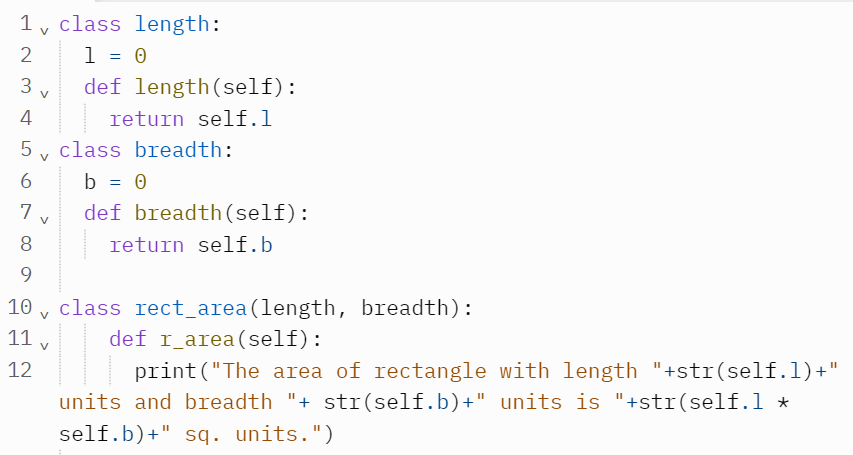 1 class length:
2 l = 0
3 def length(self):
4 return self.l
5 class breadth:
6 b = 0
7 def breadth(self):
8 return self.b
9
10 class rect_area(length, breadth):
11 def r_area(self):
12 print("The area of rectangle with length "+str(self.l)+"
units and breadth "+ str(self.b)+" units is "+str(self.l *
self.b)+" sq. units.")